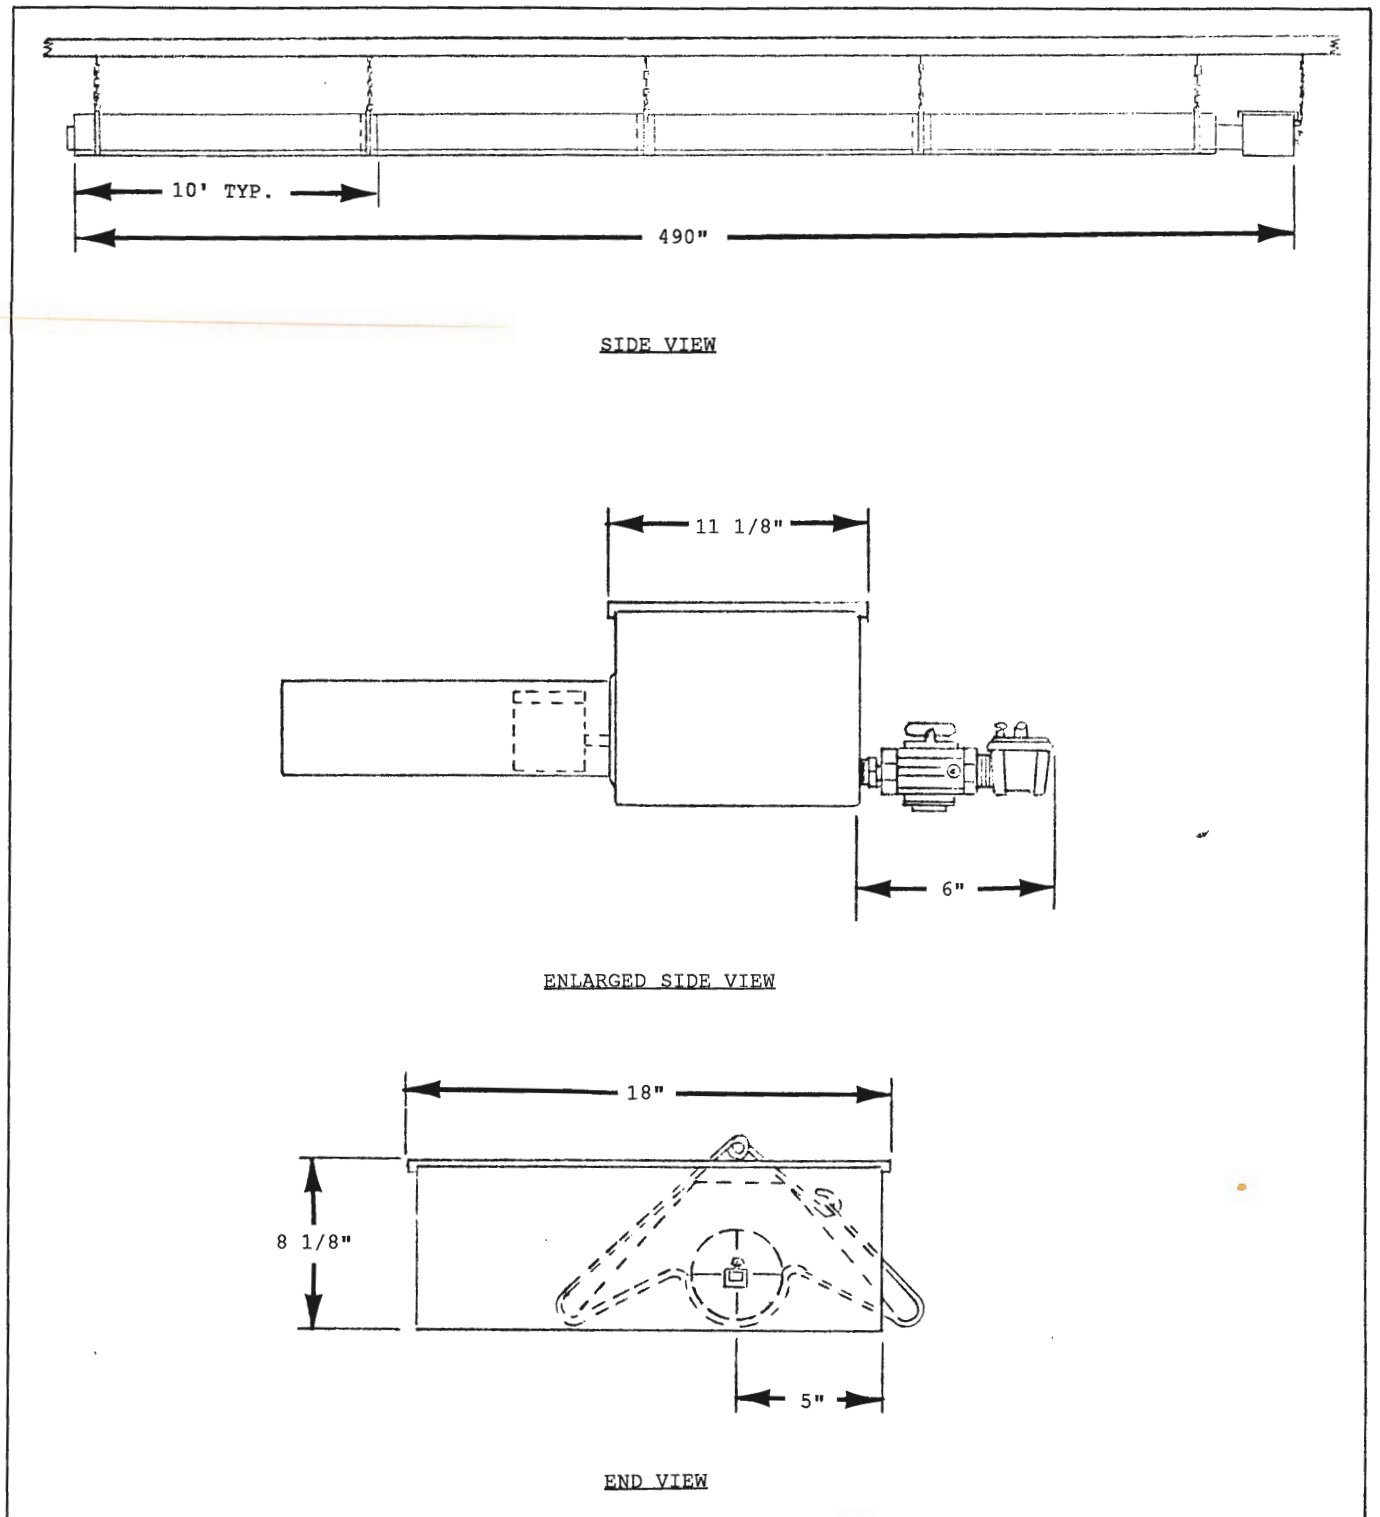 10' TYP.
490"
SIDE VIEW
11 1/8"
6"
ENLARGED SIDE VIEW
18"
8 1/8"
5"
END VIEW